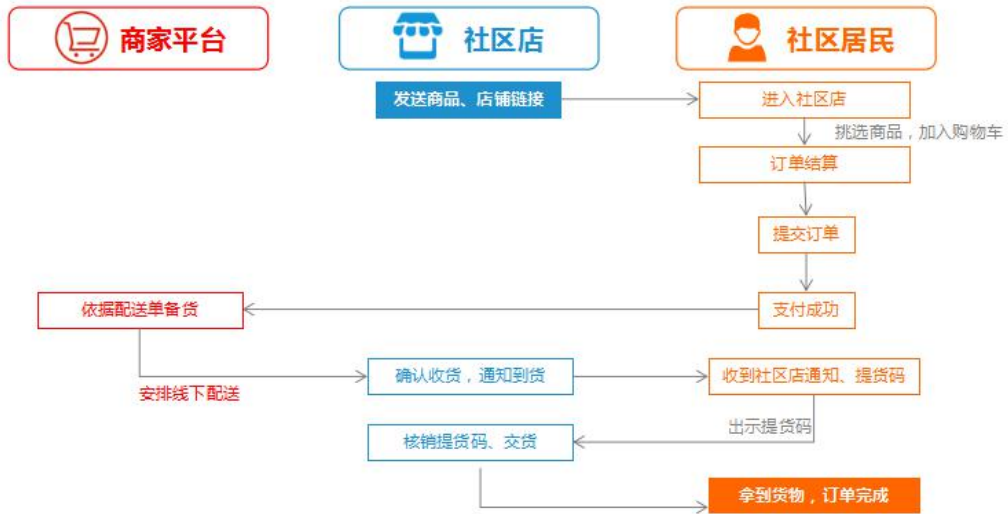 商家平台
社区店
社区居民
发送商品、店铺链接
进入社区店
挑选商品，加入购物车
订单结算
提交订单
依据配送单备货
支付成功
安排线下配送
确认收货，通知到货
收到社区店通知、提货码
出示提货码
核销提货码、交货
拿到货物，订单完成